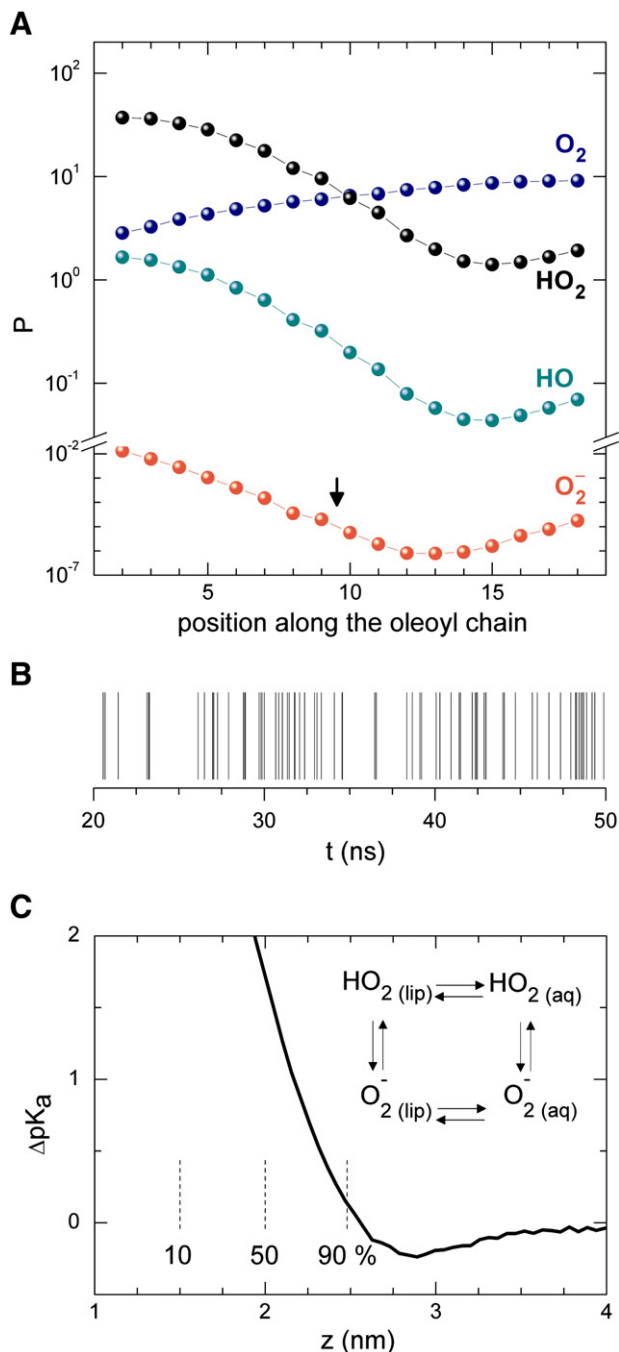 A
10²
10¹
10⁰
10⁻¹
10⁻²
10⁻⁷
P
O₂
HO₂
HO
O₂⁻
5 10 15
position along the oleoyl chain
B
20 30 40 50
t (ns)
C
2
1
0
ΔpKₐ
HO₂ (lip) HO₂ (aq)
O₂⁻ (lip) O₂⁻ (aq)
10 50 90 %
1 2 3 4
z (nm)